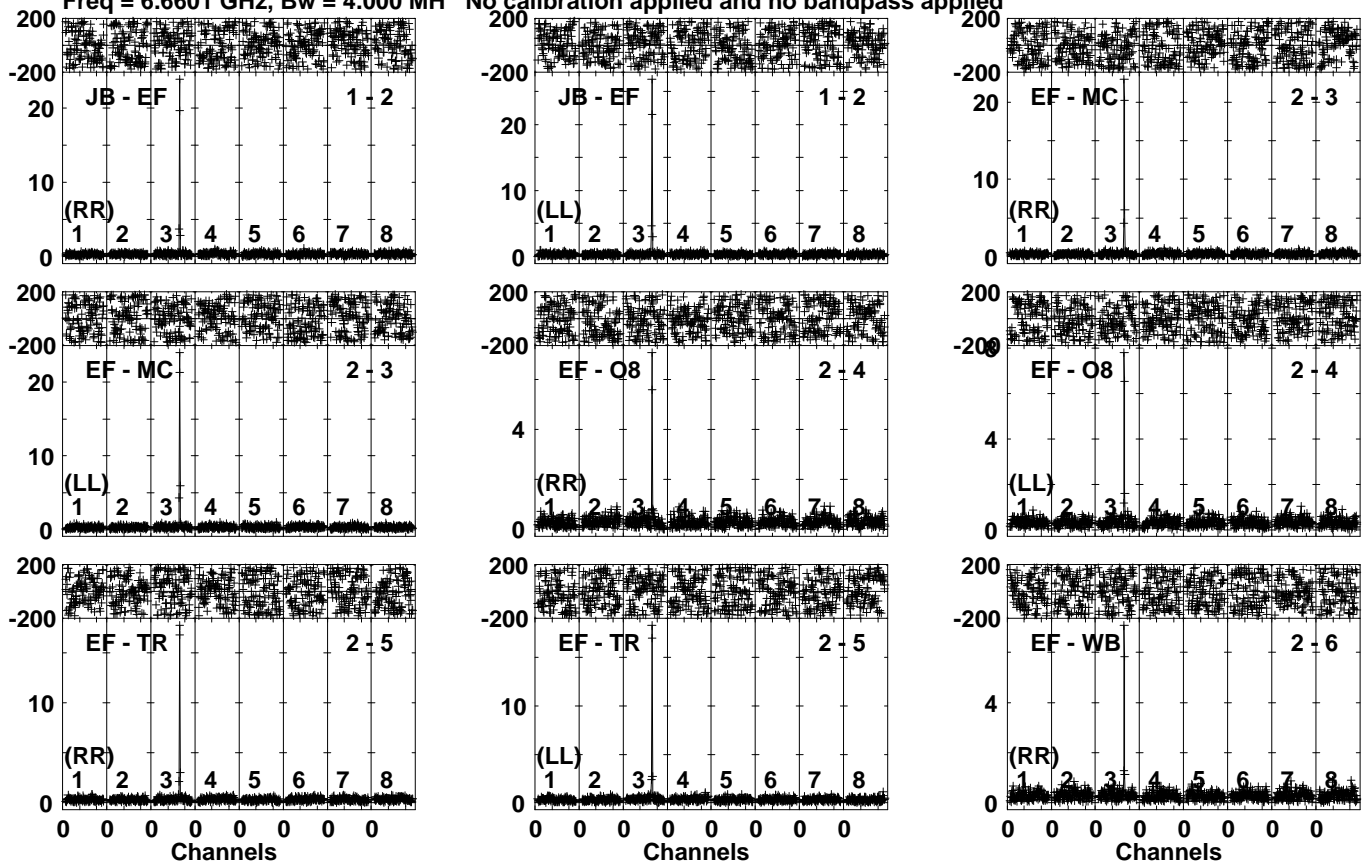 Freq = 6.6601 GHz, Bw = 4.000 MH No calibration applied and no bandpass applied
200 200 200
-200 -200 -200
JB - EF 1 - 2 JB - EF 1 - 2 EF - MC 2 - 3
20 20 20
10 10 10
(RR) (LL) (RR)
1 2 3 4 5 6 7 8 1 2 3 4 5 6 7 8 1 2 3 4 5 6 7 8
0 0 0
200 200 200
-200 -200 -200
8
EF - MC 2 - 3 EF - O8 2 - 4 EF - O8 2 - 4
20
4 4
10
(LL) (RR) (LL)
1 2 3 4 5 6 7 8 1 2 3 4 5 6 7 8 1 2 3 4 5 6 7 8
0 0 0
200 200 200
-200 -200 -200
EF - TR 2 - 5 EF - TR 2 - 5 EF - WB 2 - 6
10 10 4
(RR) (LL) (RR)
1 2 3 4 5 6 7 8 1 2 3 4 5 6 7 8 1 2 3 4 5 6 7 8
0 0 0
0 0 0 0 0 0 0 0 0 0 0 0 0 0 0 0 0 0 0 0 0 0 0 0
Channels Channels Channels